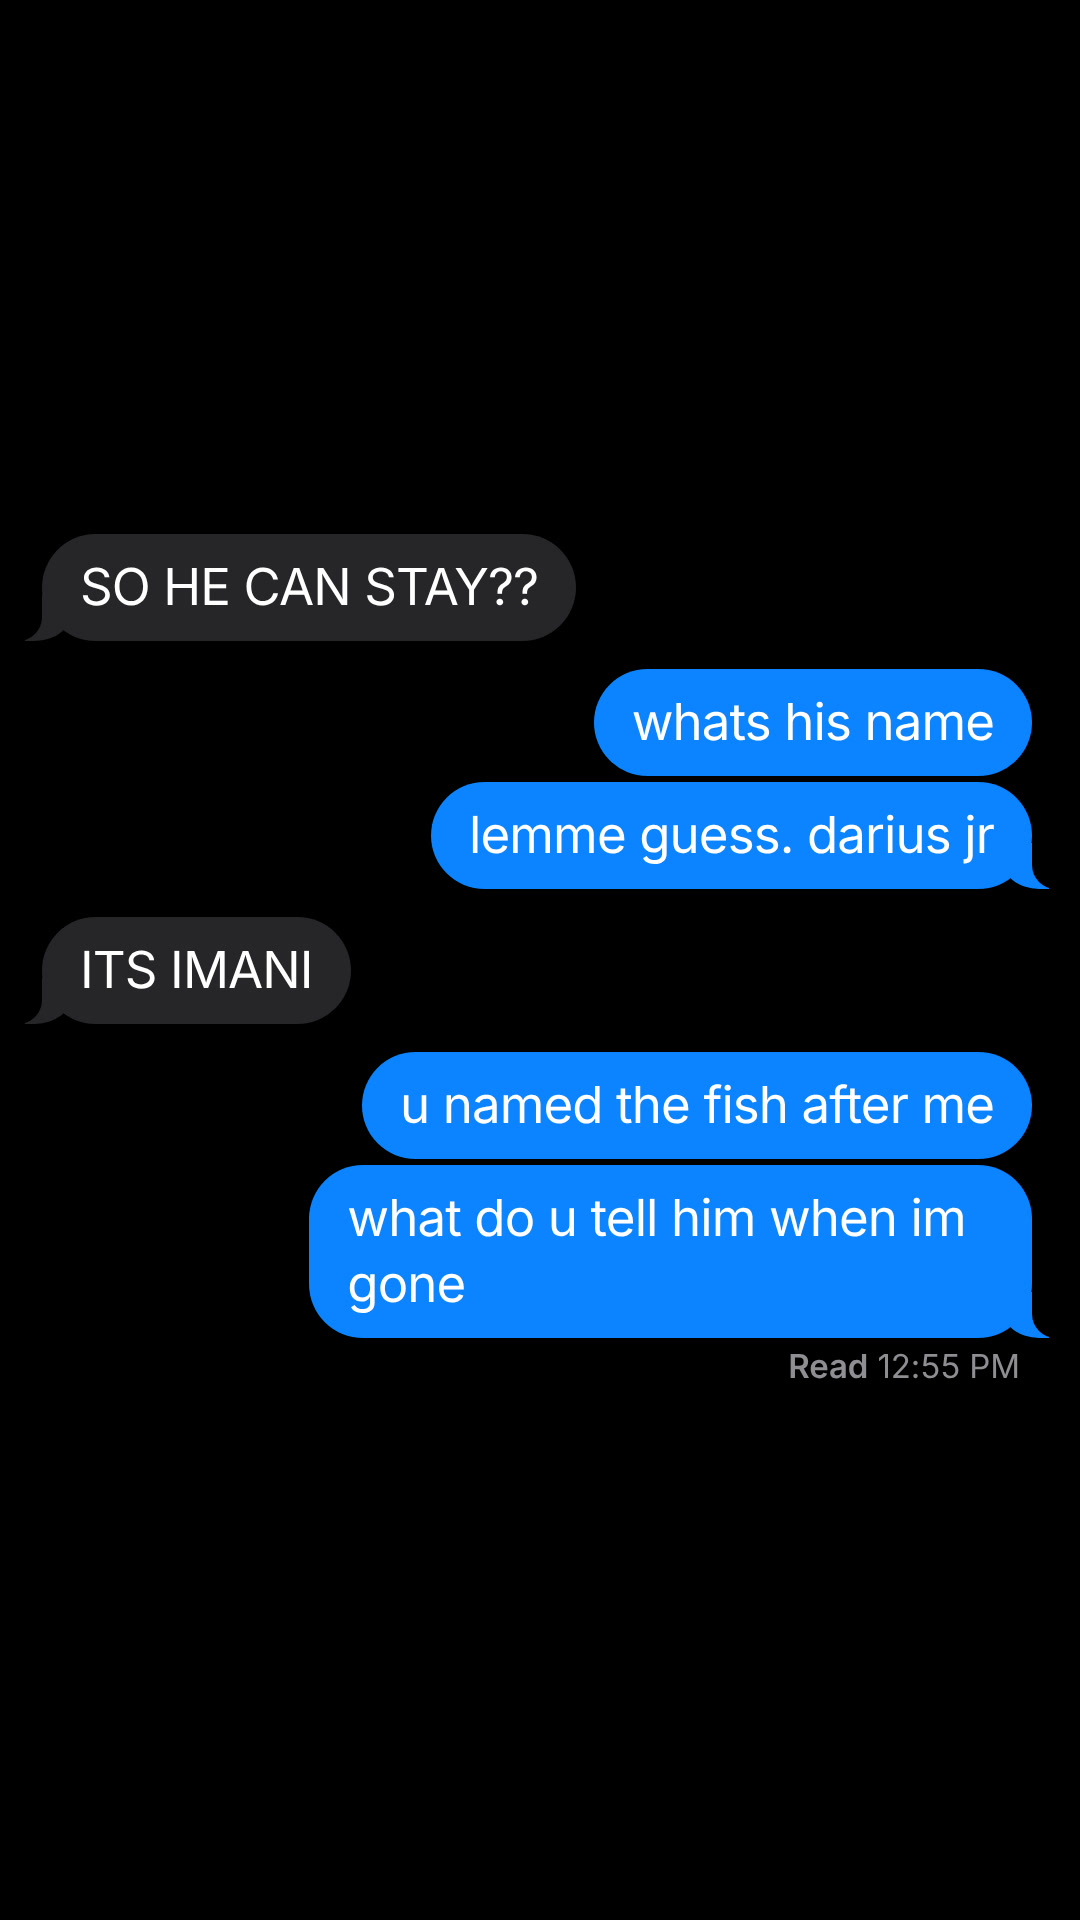 SO HE CAN STAY??
whats his name
lemme guess. darius jr
ITS IMANI
u named the fish after me
what do u tell him when im
gone
Read 12:55 PM